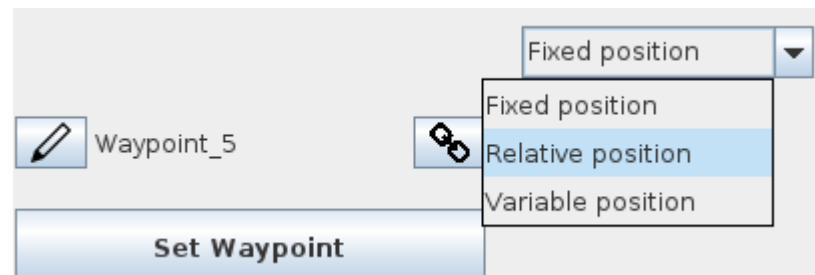 Fixed position
Fixed position
Waypoint_5
Relative position
Variable position
Set Waypoint